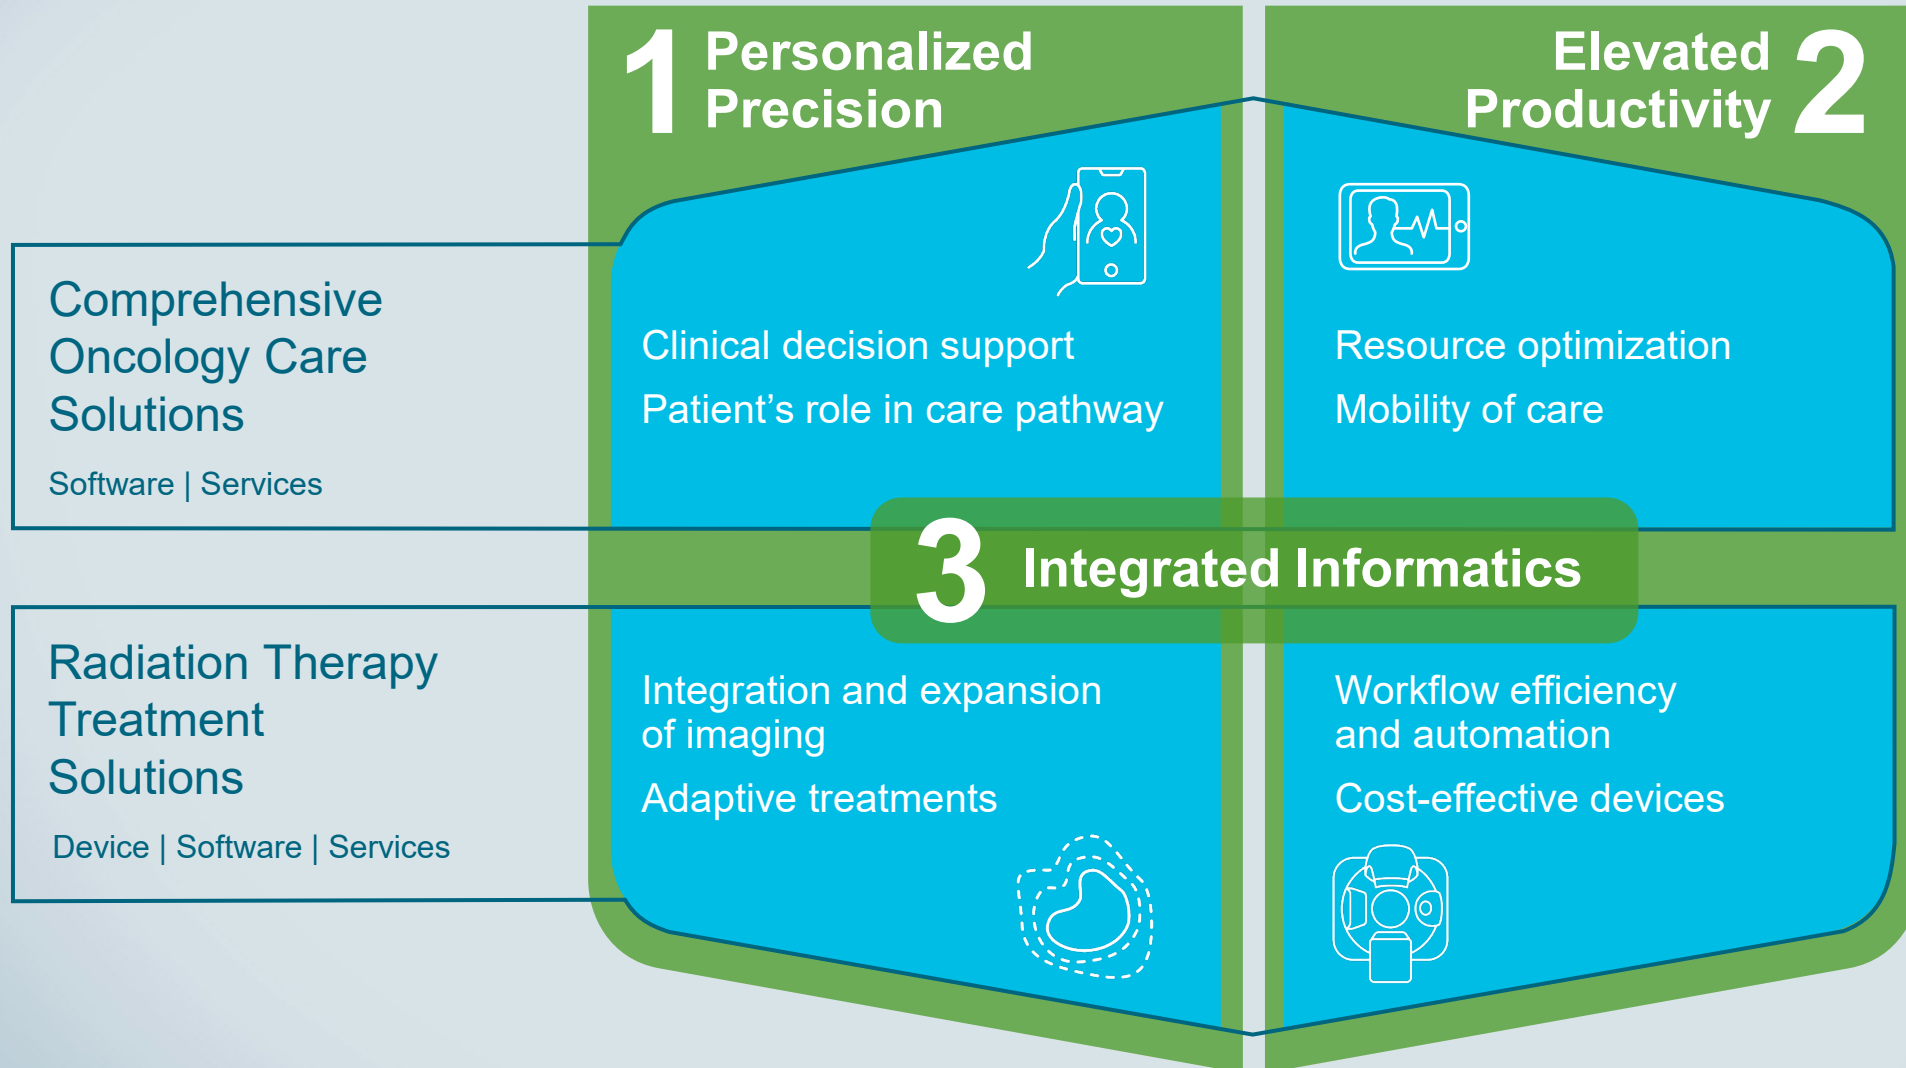 1 Personalized
Precision
Elevated 2
Productivity
Comprehensive
Oncology Care
Solutions
Software | Services
Clinical decision support
Patient’s role in care pathway
Resource optimization
Mobility of care
3 Integrated Informatics
Radiation Therapy
Treatment
Solutions
Device | Software | Services
Integration and expansion
of imaging
Adaptive treatments
Workflow efficiency
and automation
Cost-effective devices